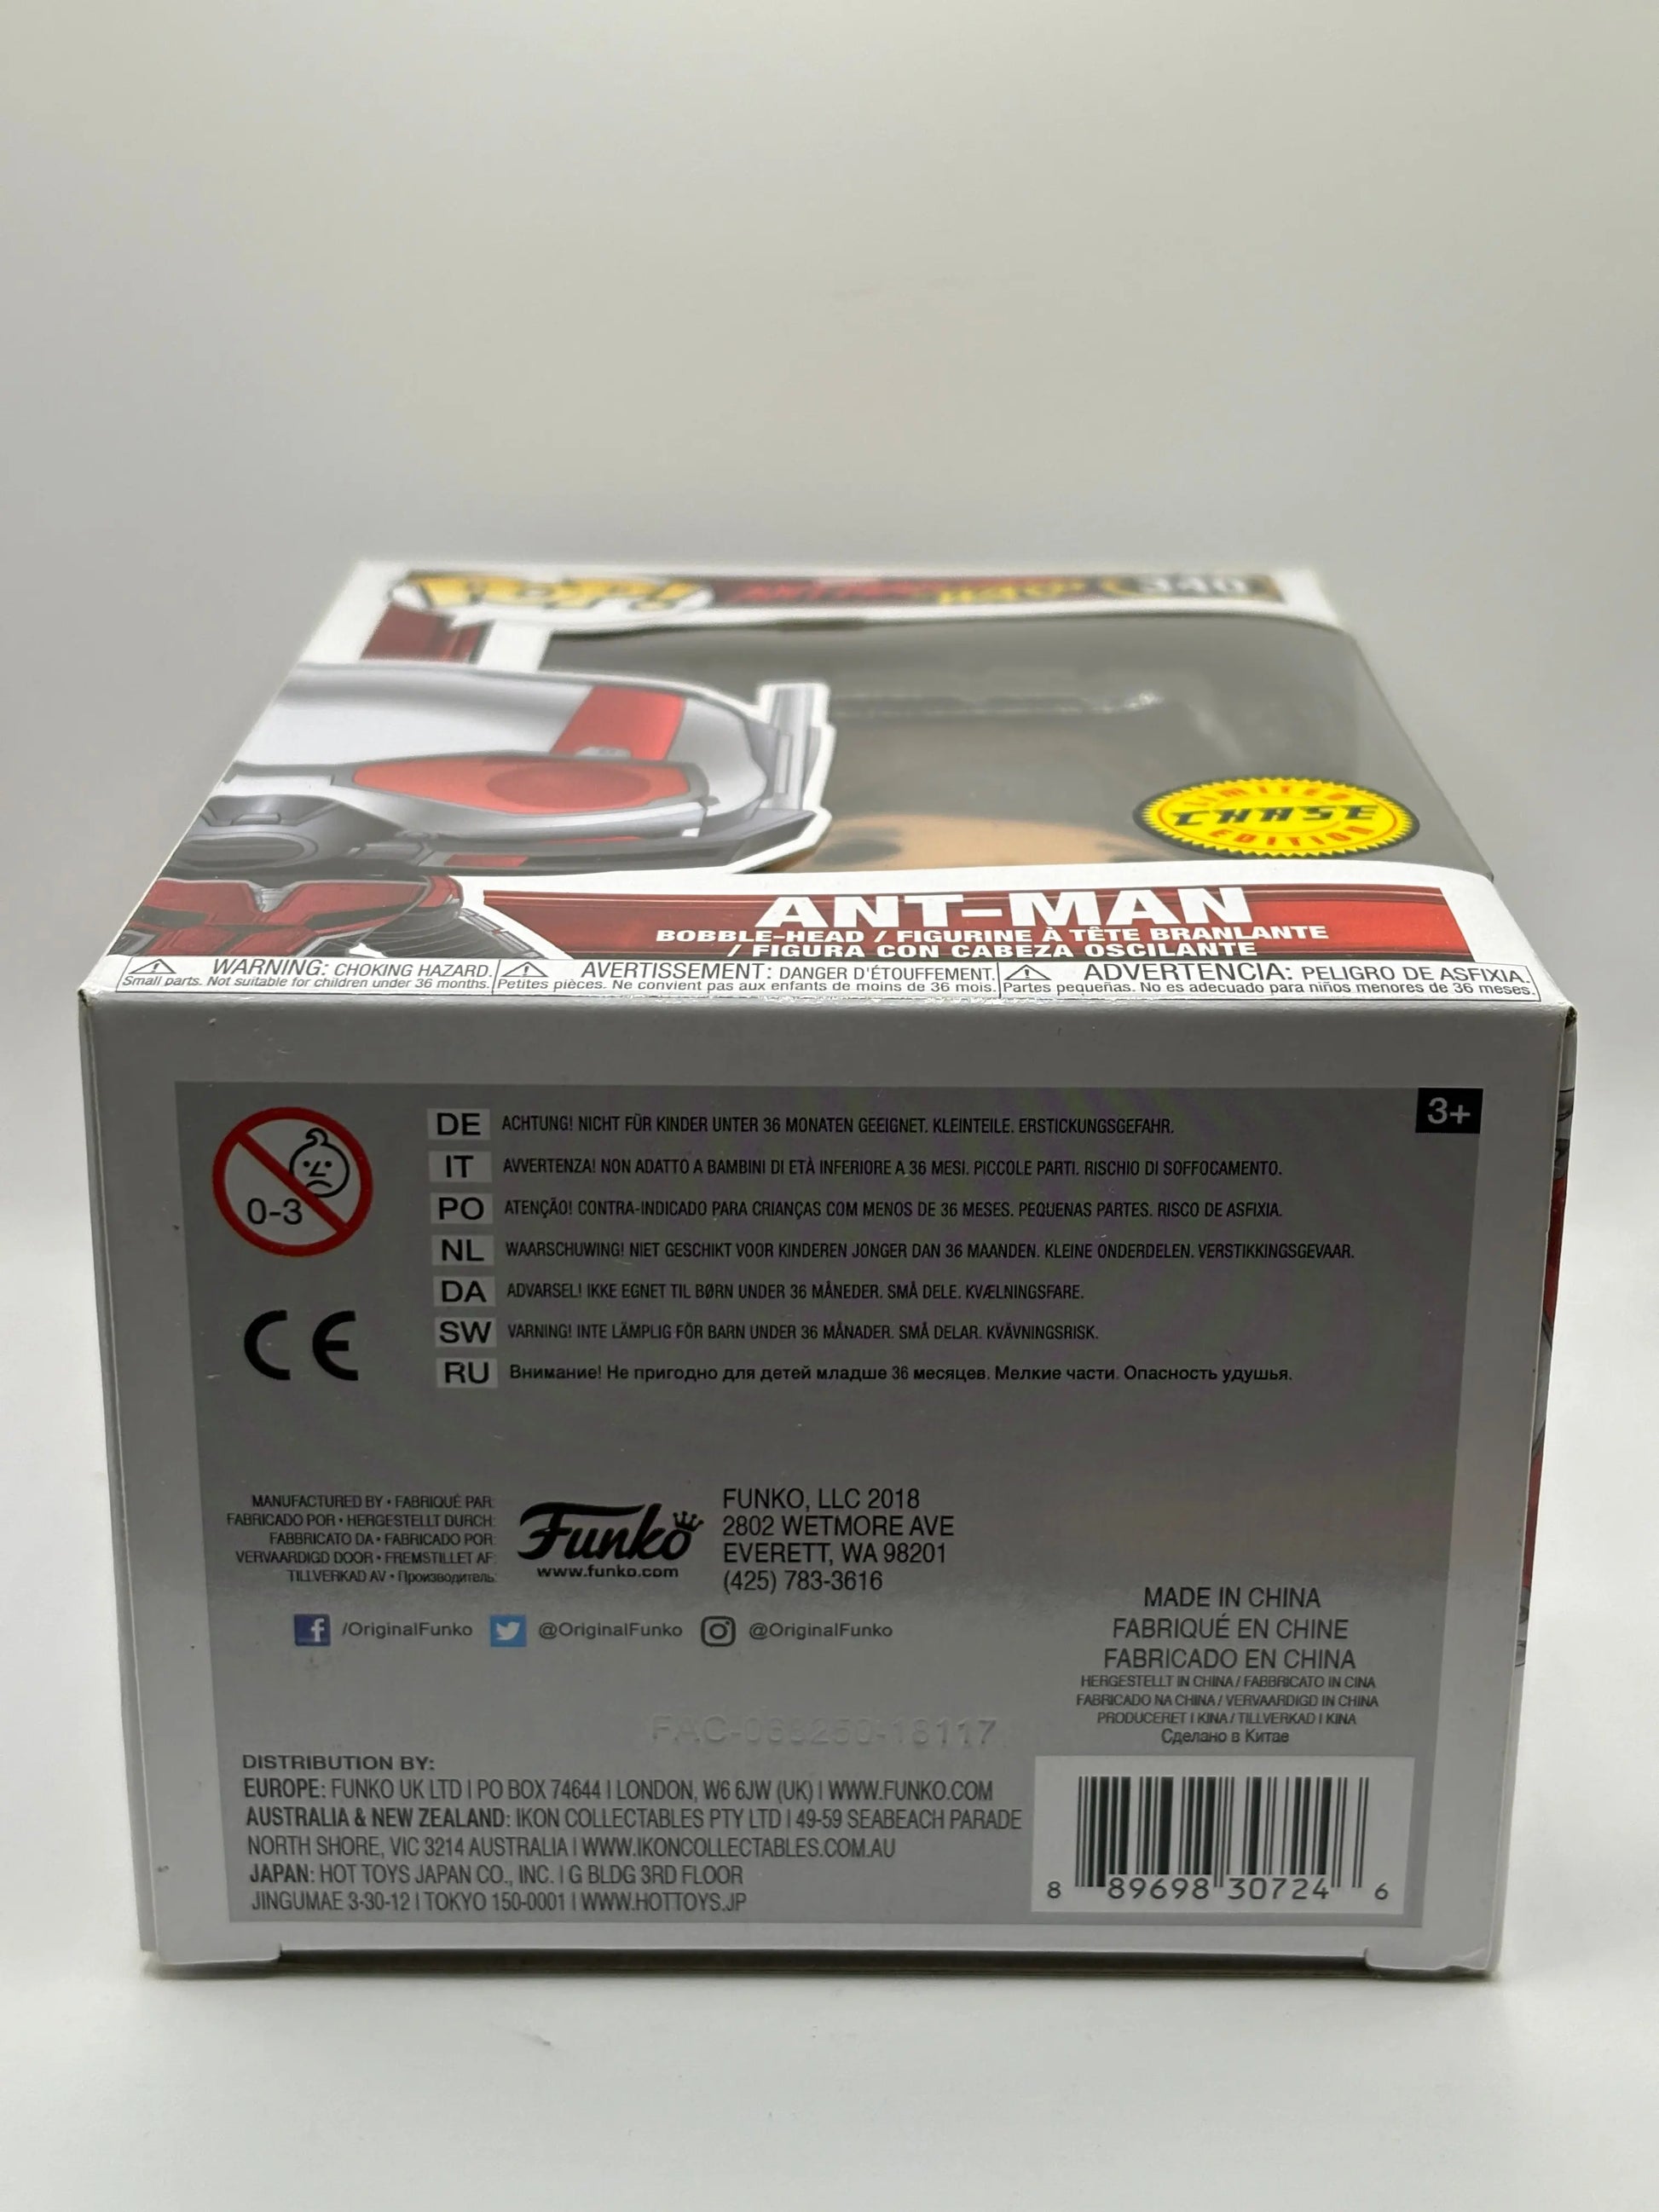 POP!
340
LIMITED
CHASE
EDITION
ANT-MAN
BOBBLE-HEAD / FIGURINE À TÊTE BRANLANTE
/ FIGURA CON CABEZA OSCILANTE
WARNING: CHOKING HAZARD.
Small parts. Not suitable for children under 36 months.
AVERTISSEMENT: DANGER D'ÉTOUFFEMENT.
Petites pièces. Ne convient pas aux enfants de moins de 36 mois.
ADVERTENCIA: PELIGRO DE ASFIXIA.
Partes pequeñas. No es adecuado para niños menores de 36 meses.
3+
0-3
DE ACHTUNG! NICHT FÜR KINDER UNTER 36 MONATEN GEEIGNET. KLEINTEILE. ERSTICKUNGSGEFAHR.
IT AVVERTENZA! NON ADATTO A BAMBINI DI ETÀ INFERIORE A 36 MESI. PICCOLE PARTI. RISCHIO DI SOFFOCAMENTO.
PO ATENÇÃO! CONTRA-INDICADO PARA CRIANÇAS COM MENOS DE 36 MESES. PEQUENAS PARTES. RISCO DE ASFIXIA.
NL WAARSCHUWING! NIET GESCHIKT VOOR KINDEREN JONGER DAN 36 MAANDEN. KLEINE ONDERDELEN. VERSTIKKINGSGEVAAR.
DA ADVARSEL! IKKE EGNET TIL BØRN UNDER 36 MÅNEDER. SMÅ DELE. KVÆLNINGSFARE.
SW VARNING! INTE LÄMPLIG FÖR BARN UNDER 36 MÅNADER. SMÅ DELAR. KVÄVNINGSRISK.
RU Внимание! Не пригодно для детей младше 36 месяцев. Мелкие части. Опасность удушья.
CE
MANUFACTURED BY • FABRIQUÉ PAR:
FABRICADO POR • HERGESTELLT DURCH:
FABBRICATO DA • FABRICADO POR:
VERVAARDIGD DOOR • FREMSTILLET AF:
TILLVERKAD AV • Производитель:
Funko
www.funko.com
FUNKO, LLC 2018
2802 WETMORE AVE
EVERETT, WA 98201
(425) 783-3616
f /OriginalFunko @OriginalFunko @OriginalFunko
MADE IN CHINA
FABRIQUÉ EN CHINE
FABRICADO EN CHINA
HERGESTELLT IN CHINA / FABBRICATO IN CINA
FABRICADO NA CHINA / VERVAARDIGD IN CHINA
PRODUCERET I KINA / TILLVERKAD I KINA
Сделано в Китае
DISTRIBUTION BY:
EUROPE: FUNKO UK LTD | PO BOX 74644 | LONDON, W6 6JW (UK) | WWW.FUNKO.COM
AUSTRALIA & NEW ZEALAND: IKON COLLECTABLES PTY LTD | 49-59 SEABEACH PARADE
NORTH SHORE, VIC 3214 AUSTRALIA | WWW.IKONCOLLECTABLES.COM.AU
JAPAN: HOT TOYS JAPAN CO., INC. | G BLDG 3RD FLOOR
JINGUMAE 3-30-12 | TOKYO 150-0001 | WWW.HOTTOYS.JP
8 89698 30724 6